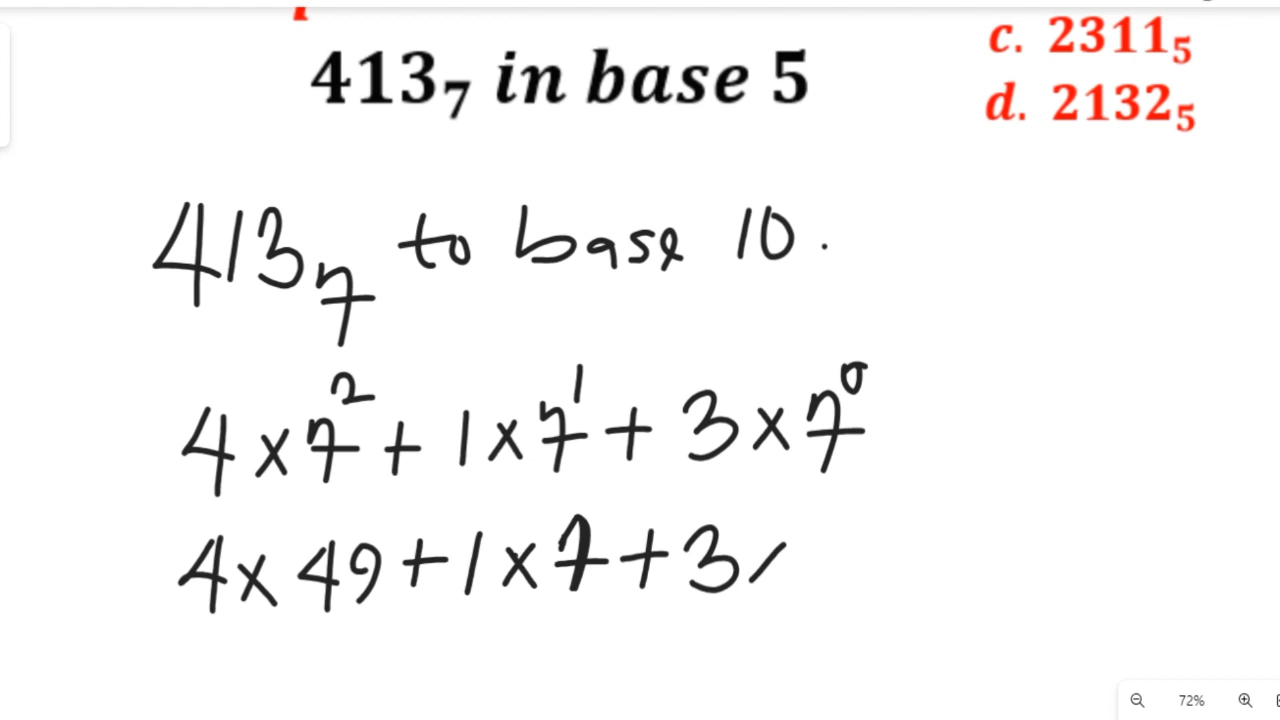 413₇ in base 5
c. 2311₅
d. 2132₅
413₇ to base 10.
4 × 7² + 1 × 7¹ + 3 × 7⁰
4 × 49 + 1 × 7 + 3
72%